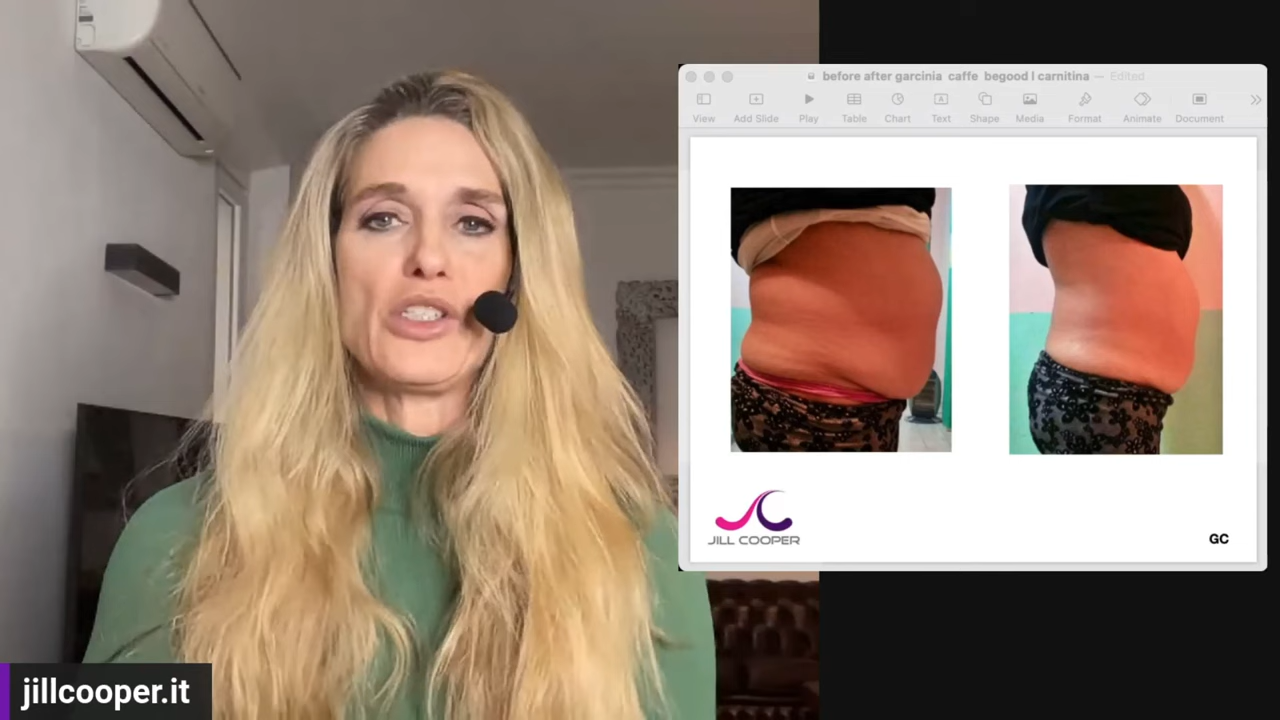 before after garcinia caffe begood l carnitina — Edited
View Add Slide Play Table Chart Text Shape Media Format Animate Document
JILL COOPER
GC
jillcooper.it